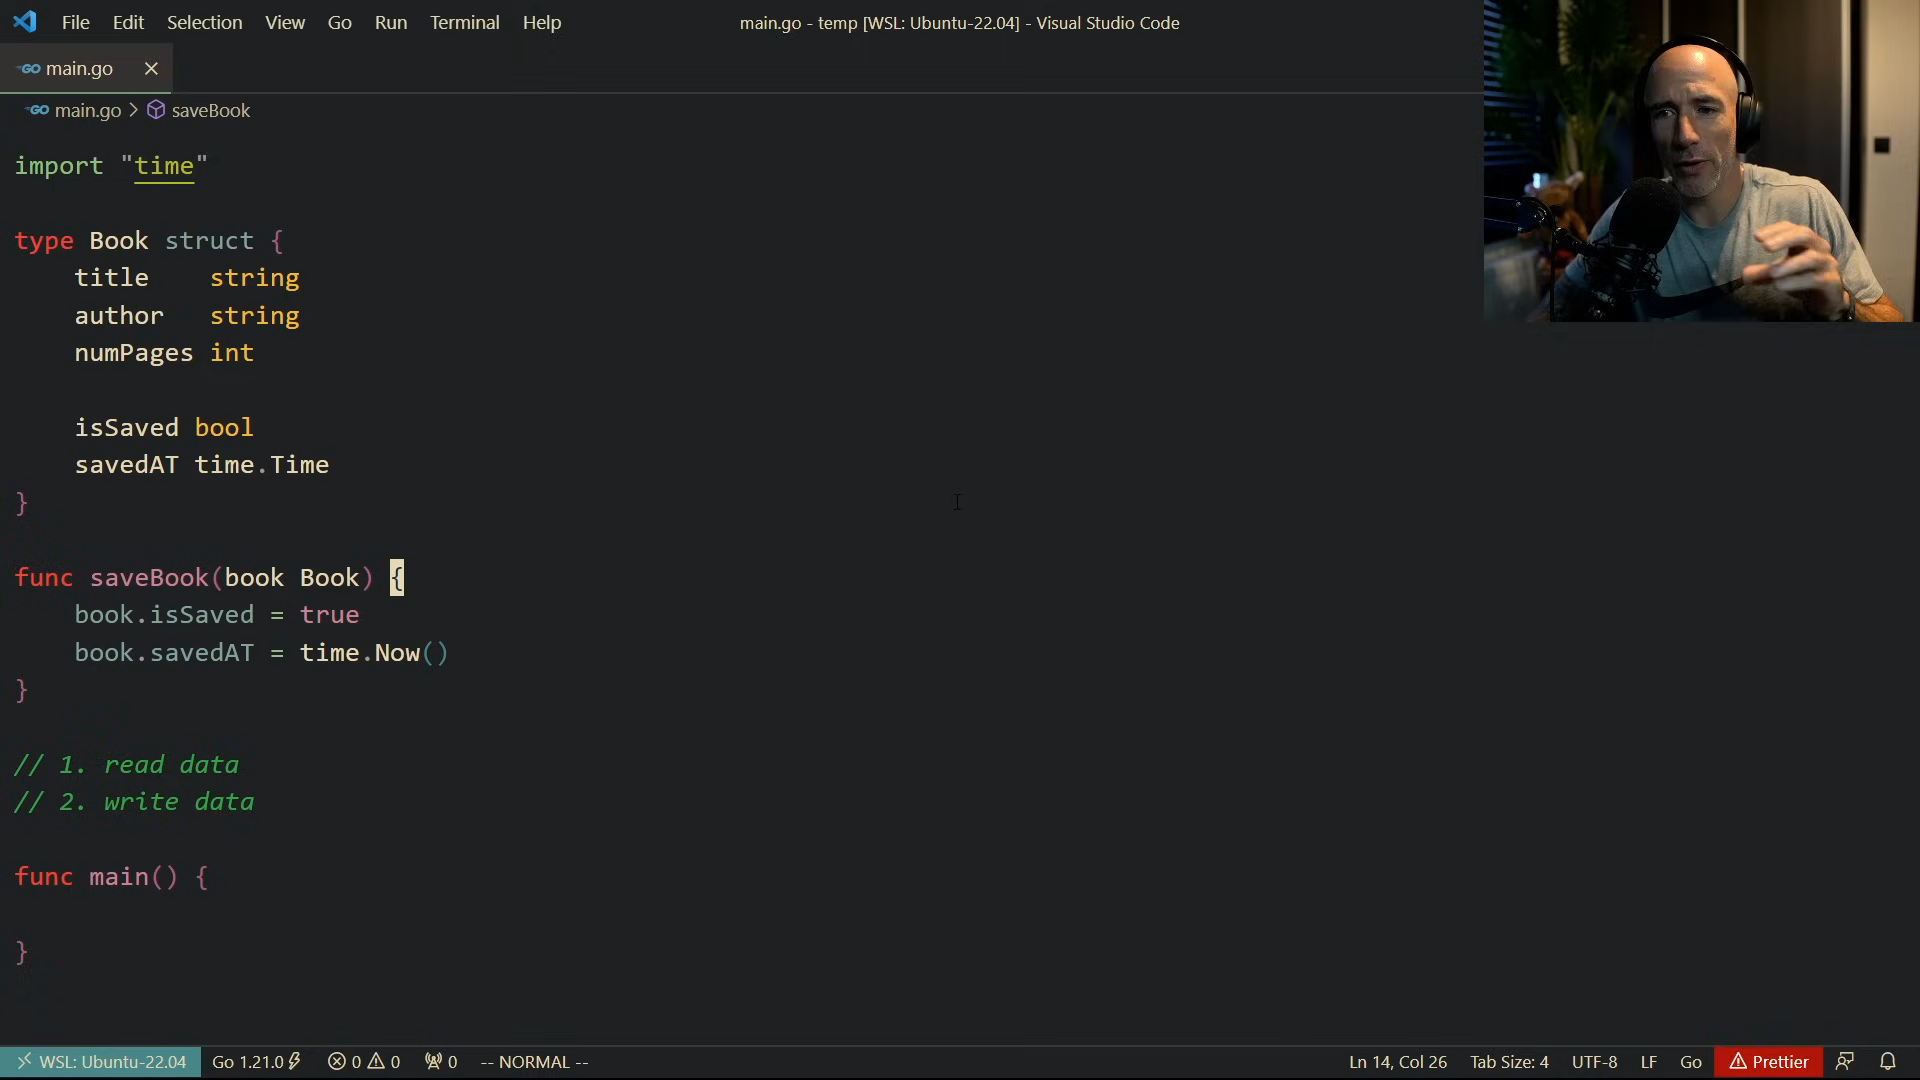 File Edit Selection View Go Run Terminal Help
main.go - temp [WSL: Ubuntu-22.04] - Visual Studio Code
GO main.go
GO main.go > saveBook
import "time"
type Book struct {
title string
author string
numPages int
isSaved bool
savedAT time.Time
}
func saveBook(book Book) {
book.isSaved = true
book.savedAT = time.Now()
}
// 1. read data
// 2. write data
func main() {
}
WSL: Ubuntu-22.04 Go 1.21.0 0 0 0 -- NORMAL -- Ln 14, Col 26 Tab Size: 4 UTF-8 LF Go Prettier